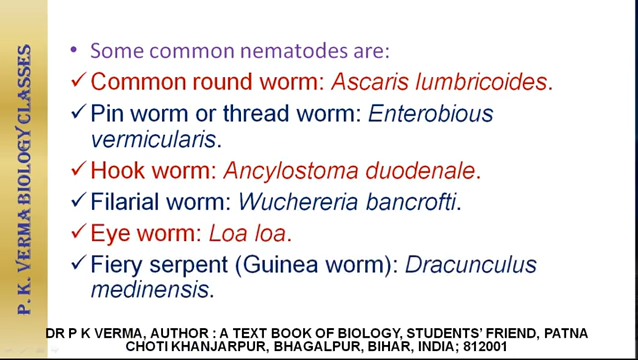 P. K. VERMA BIOLOGY CLASSES
• Some common nematodes are:
✓ Common round worm: Ascaris lumbricoides.
✓ Pin worm or thread worm: Enterobious
vermicularis.
✓ Hook worm: Ancylostoma duodenale.
✓ Filarial worm: Wuchereria bancrofti.
✓ Eye worm: Loa loa.
✓ Fiery serpent (Guinea worm): Dracunculus
medinensis.
DR P K VERMA, AUTHOR : A TEXT BOOK OF BIOLOGY, STUDENTS' FRIEND, PATNA
CHOTI KHANJARPUR, BHAGALPUR, BIHAR, INDIA; 812001